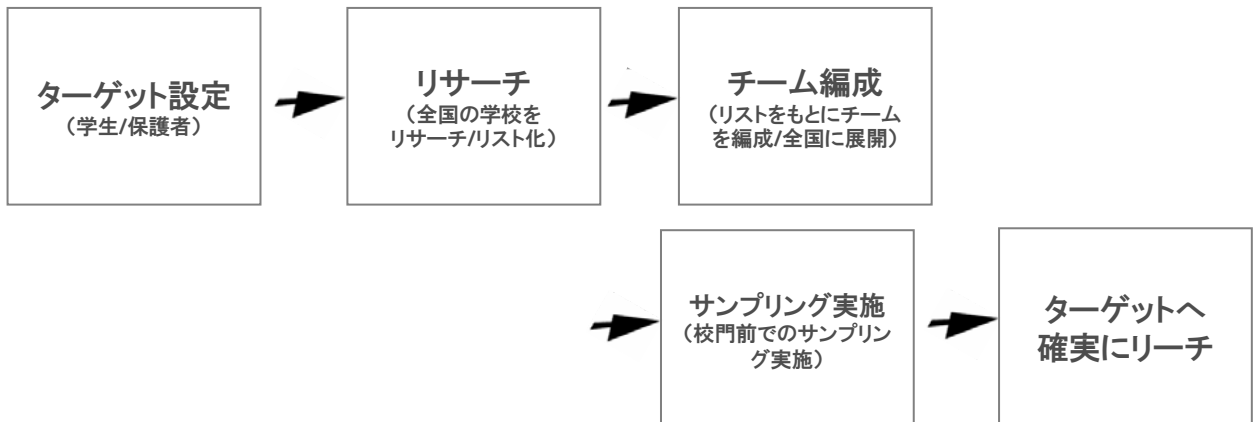 ターゲット設定
（学生/保護者）
リサーチ
（全国の学校を
リサーチ/リスト化）
チーム編成
（リストをもとにチーム
を編成/全国に展開）
サンプリング実施
（校門前でのサンプリン
グ実施）
ターゲットへ
確実にリーチ